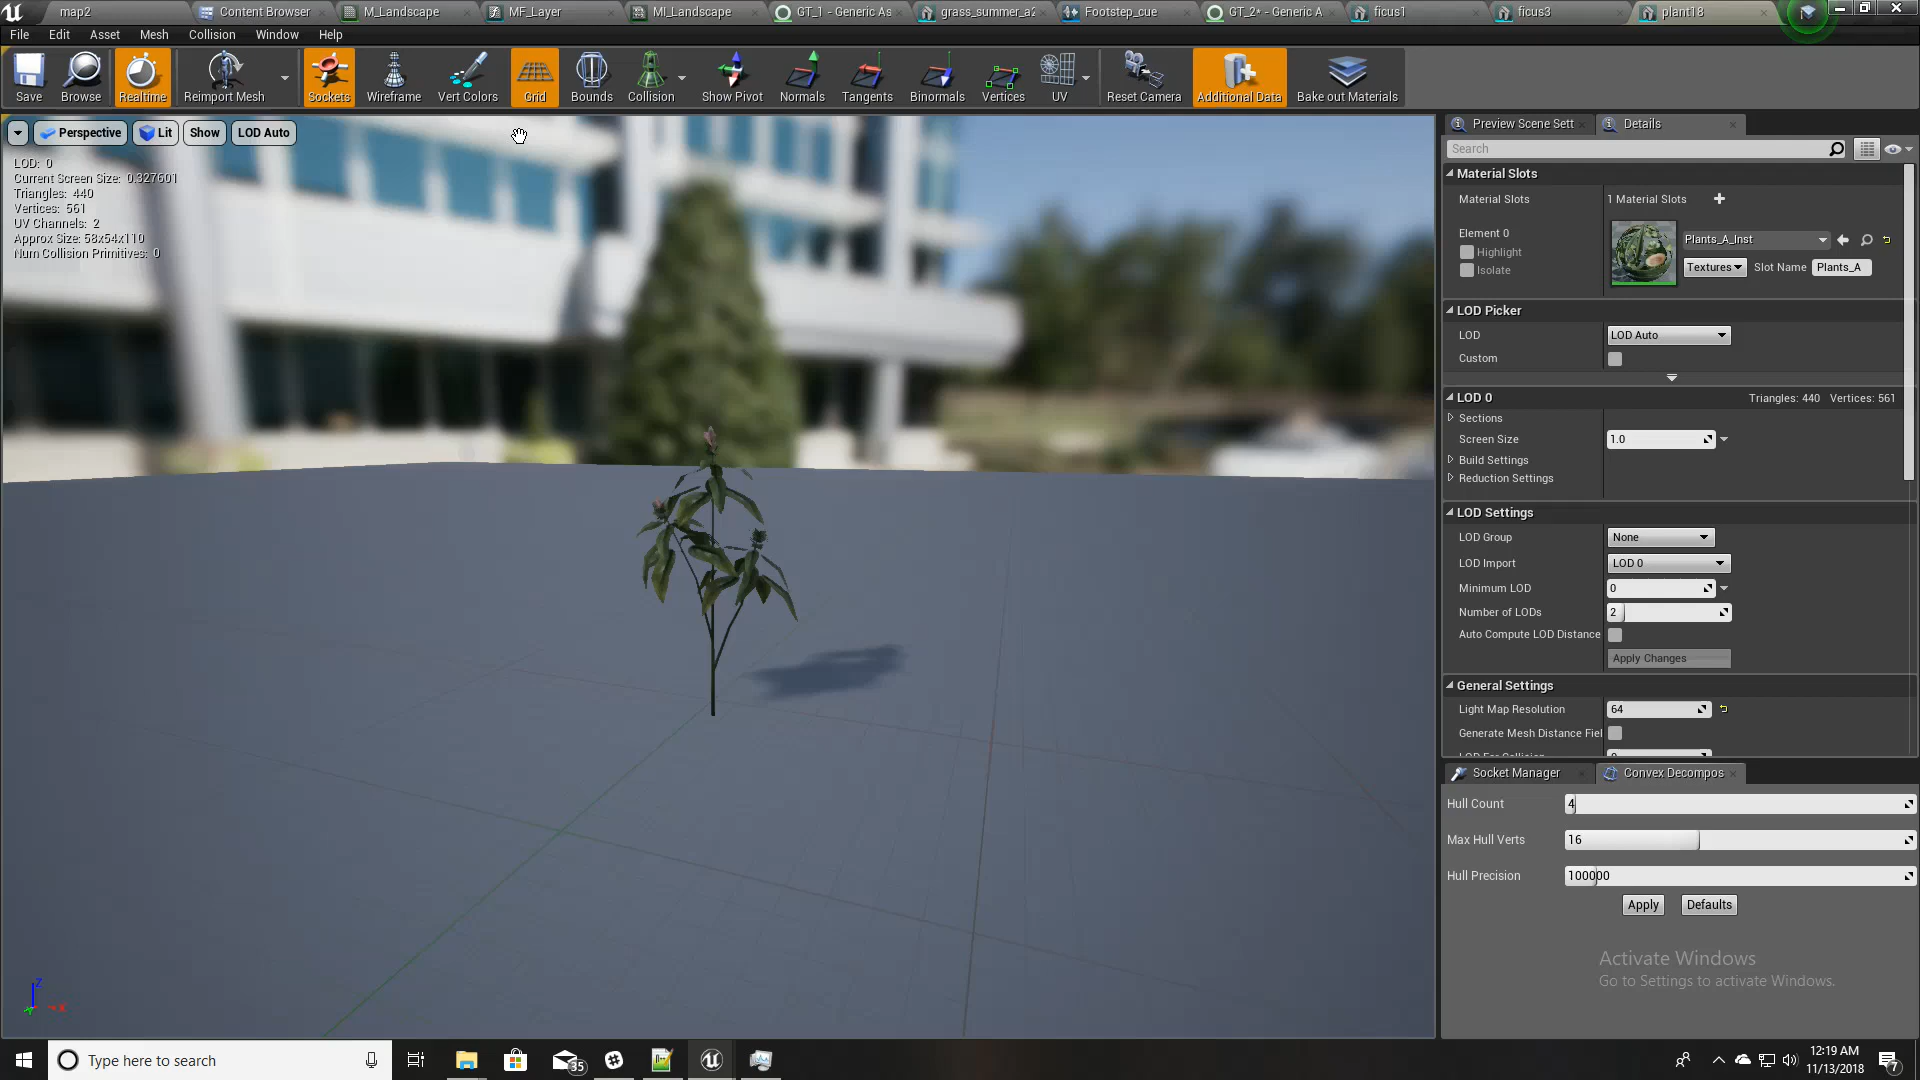 map2
Content Browser
M_Landscape
MF_Layer
MI_Landscape
GT_1 - Generic As
grass_summer_a2
Footstep_cue
GT_2* - Generic A
ficus1
ficus3
plant18
File Edit Asset Mesh Collision Window Help
Save
Browse
Realtime
Reimport Mesh
Sockets
Wireframe
Vert Colors
Grid
Bounds
Collision
Show Pivot
Normals
Tangents
Binormals
Vertices
UV
Reset Camera
Additional Data
Bake out Materials
Perspective
Lit
Show
LOD Auto
LOD: 0
Current Screen Size: 0.327601
Triangles: 440
Vertices: 561
UV Channels: 2
Approx Size: 58x54x110
Num Collision Primitives: 0
Preview Scene Sett
Details
Search
Material Slots
Material Slots 1 Material Slots
Element 0
Highlight
Isolate
Plants_A_Inst
Textures
Slot Name Plants_A
LOD Picker
LOD LOD Auto
Custom
LOD 0 Triangles: 440 Vertices: 561
Sections
Screen Size 1.0
Build Settings
Reduction Settings
LOD Settings
LOD Group None
LOD Import LOD 0
Minimum LOD 0
Number of LODs 2
Auto Compute LOD Distance
Apply Changes
General Settings
Light Map Resolution 64
Generate Mesh Distance Fiel
Socket Manager
Convex Decompos
Hull Count 4
Max Hull Verts 16
Hull Precision 100000
Apply
Defaults
Activate Windows
Go to Settings to activate Windows.
Type here to search
35
12:19 AM
11/13/2018
7